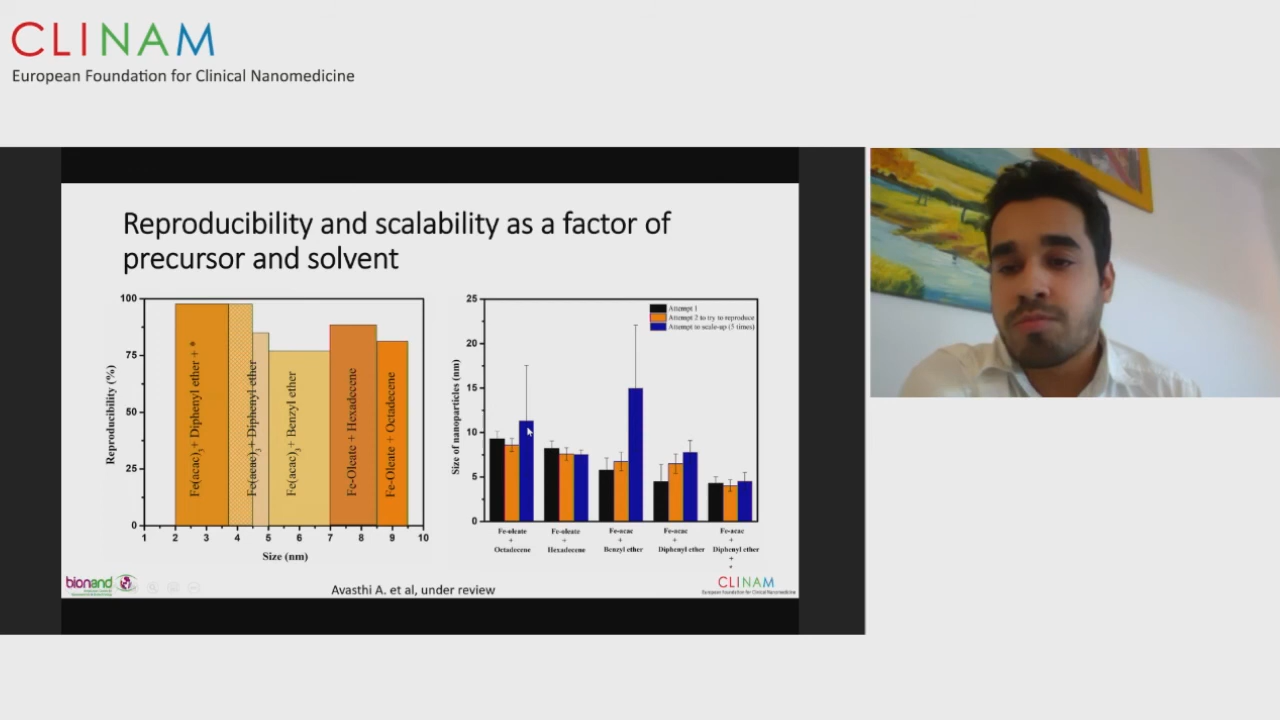 CLINAM
European Foundation for Clinical Nanomedicine
Reproducibility and scalability as a factor of
precursor and solvent
100
75
50
25
0
Reproducibility (%)
Fe(acac)3+ Diphenyl ether + *
Fe(acac)3+ Diphenyl ether
Fe(acac)3+ Benzyl ether
Fe-Oleate + Hexadecene
Fe-Oleate + Octadecene
1 2 3 4 5 6 7 8 9 10
Size (nm)
25
20
15
10
5
0
Size of nanoparticles (nm)
Attempt 1
Attempt 2 to try to reproduce
Attempt to scale-up (5 times)
Fe-oleate
+
Octadecene
Fe-oleate
+
Hexadecene
Fe-acac
+
Benzyl ether
Fe-acac
+
Diphenyl ether
Fe-acac
+
Diphenyl ether
+
*
bionand
Avasthi A. et al, under review
CLINAM
European Foundation for Clinical Nanomedicine